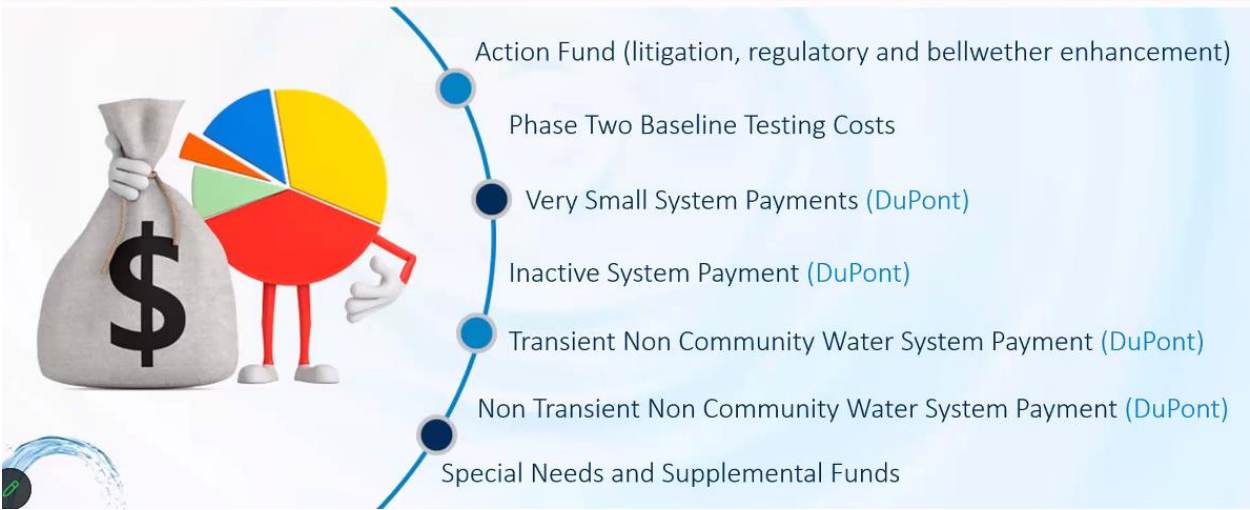 Action Fund (litigation, regulatory and bellwether enhancement)
Phase Two Baseline Testing Costs
Very Small System Payments (DuPont)
Inactive System Payment (DuPont)
Transient Non Community Water System Payment (DuPont)
Non Transient Non Community Water System Payment (DuPont)
Special Needs and Supplemental Funds
$